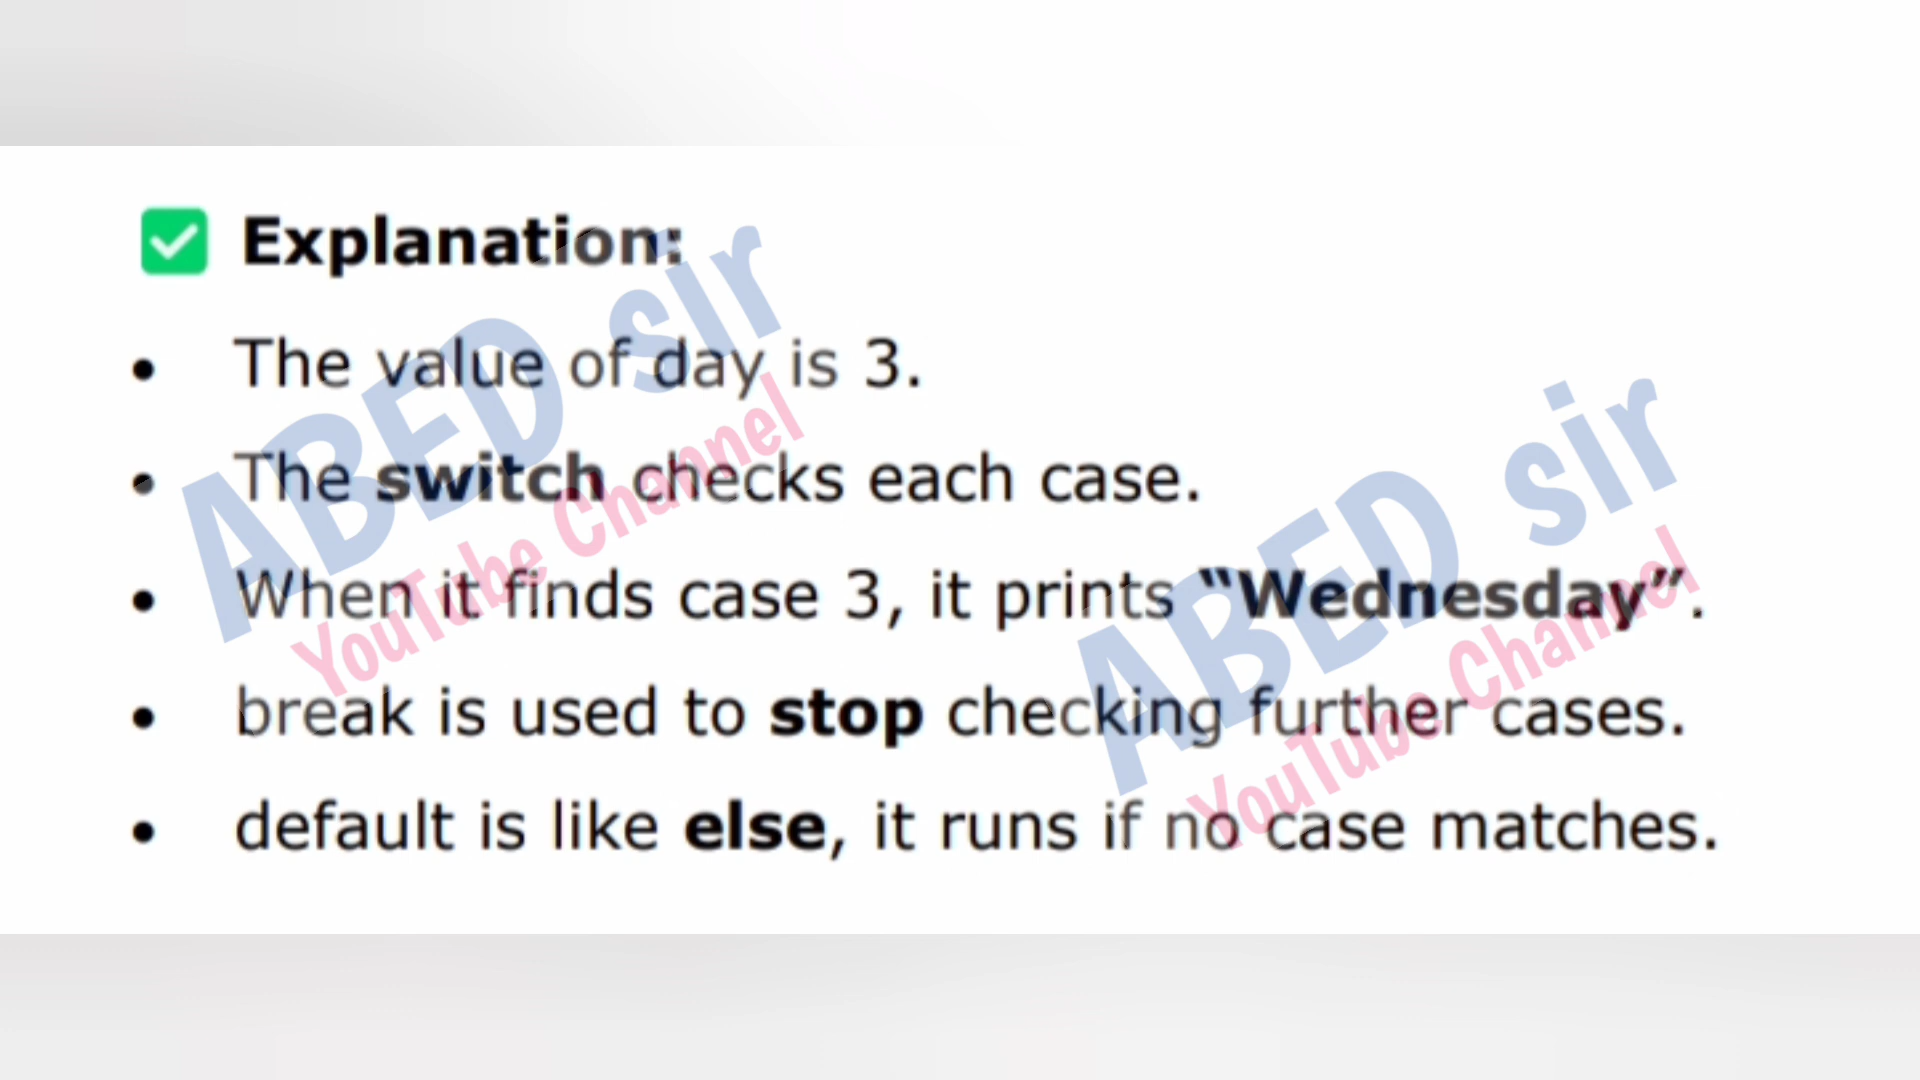 ✅ Explanation:
• The value of day is 3.
• The switch checks each case.
• When it finds case 3, it prints “Wednesday”.
• break is used to stop checking further cases.
• default is like else, it runs if no case matches.
ABED sir
YouTube Channel
ABED sir
YouTube Channel